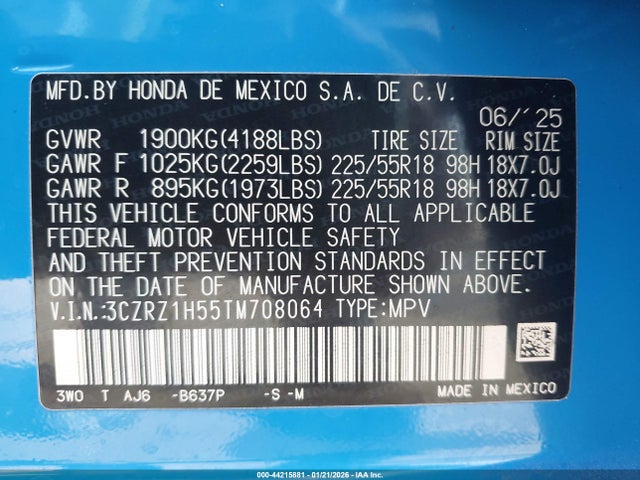 MFD.BY HONDA DE MEXICO S.A. DE C.V.
06/'25
GVWR 1900KG(4188LBS) TIRE SIZE RIM SIZE
GAWR F 1025KG(2259LBS) 225/55R18 98H 18X7.0J
GAWR R 895KG(1973LBS) 225/55R18 98H 18X7.0J
THIS VEHICLE CONFORMS TO ALL APPLICABLE
FEDERAL MOTOR VEHICLE SAFETY
AND THEFT PREVENTION STANDARDS IN EFFECT
ON THE DATE OF MANUFACTURE SHOWN ABOVE.
V.I.N.:3CZRZ1H55TM708064 TYPE:MPV
3WO T AJ6 -B637P -S -M MADE IN MEXICO
000-44215881 - 01/21/2026 - IAA Inc.